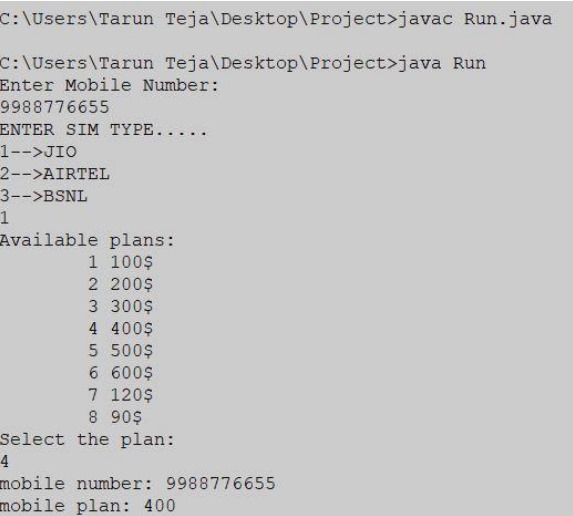 C:\Users\Tarun Teja\Desktop\Project>javac Run.java
C:\Users\Tarun Teja\Desktop\Project>java Run
Enter Mobile Number:
9988776655
ENTER SIM TYPE.....
1-->JIO
2-->AIRTEL
3-->BSNL
1
Available plans:
1 100$
2 200$
3 300$
4 400$
5 500$
6 600$
7 120$
8 90$
Select the plan:
4
mobile number: 9988776655
mobile plan: 400